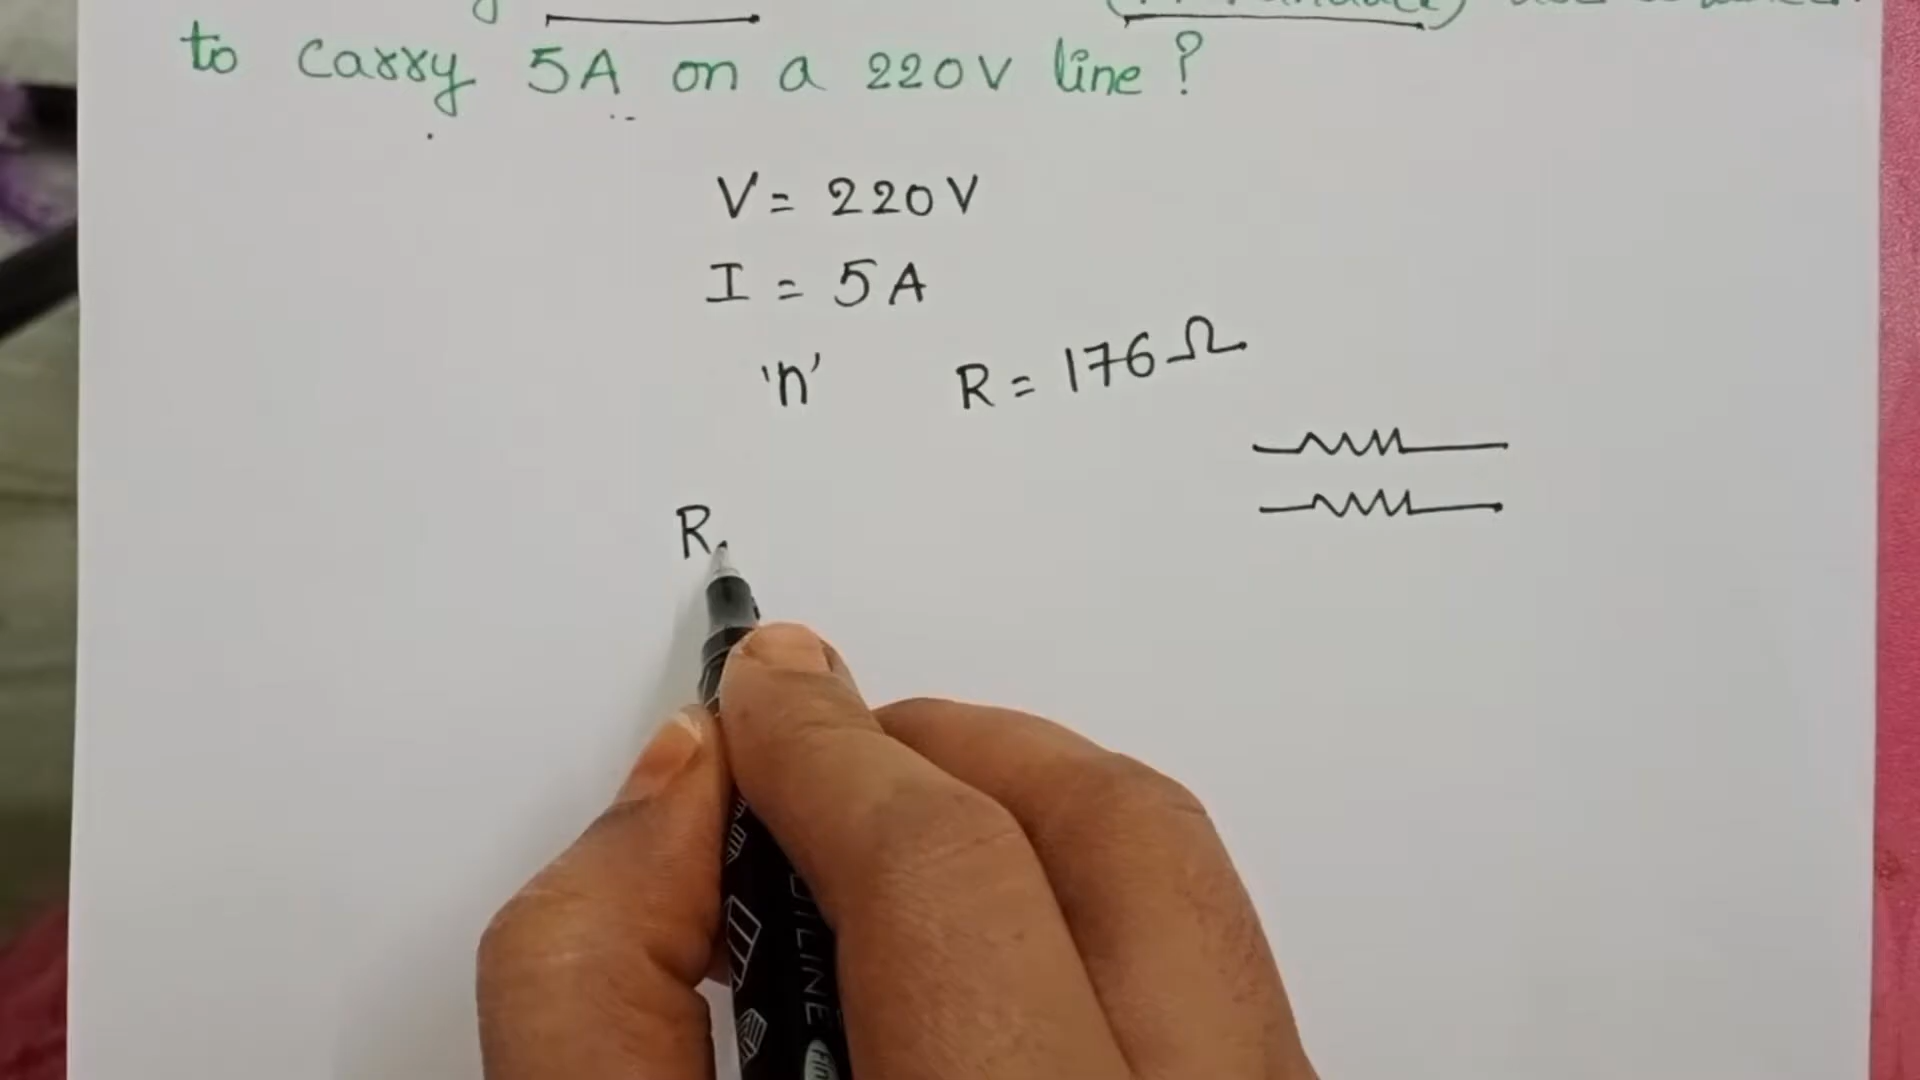 to carry 5A on a 220V line?
V = 220V
I = 5A
'n' R = 176Ω
R